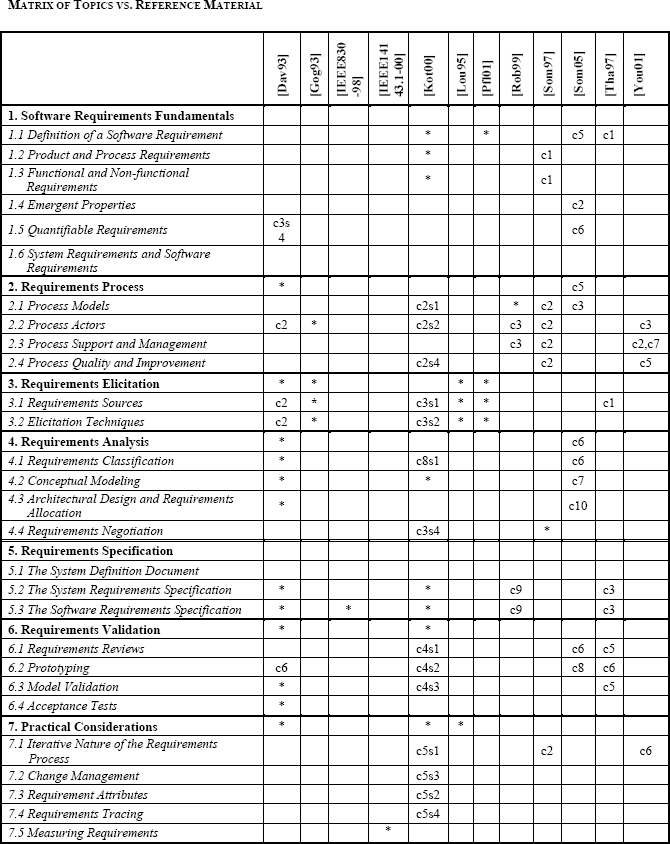 MATRIX OF TOPICS VS. REFERENCE MATERIAL
[Dav93] [Gog93] [IEEE830 -98] [IEEE141 43.1-00] [Kot00] [Lou95] [Pfl01] [Rob99] [Som97] [Som05] [Tha97] [You01]
1. Software Requirements Fundamentals
1.1 Definition of a Software Requirement * * c5 c1
1.2 Product and Process Requirements * c1
1.3 Functional and Non-functional
Requirements * c1
1.4 Emergent Properties c2
1.5 Quantifiable Requirements c3s 4 c6
1.6 System Requirements and Software
Requirements
2. Requirements Process * c5
2.1 Process Models c2s1 * c2 c3
2.2 Process Actors c2 * c2s2 c3 c2 c3
2.3 Process Support and Management c3 c2 c2,c7
2.4 Process Quality and Improvement c2s4 c2 c5
3. Requirements Elicitation * * * *
3.1 Requirements Sources c2 * c3s1 * * c1
3.2 Elicitation Techniques c2 * c3s2 * *
4. Requirements Analysis * c6
4.1 Requirements Classification * c8s1 c6
4.2 Conceptual Modeling * * c7
4.3 Architectural Design and Requirements
Allocation * c10
4.4 Requirements Negotiation c3s4 *
5. Requirements Specification
5.1 The System Definition Document
5.2 The System Requirements Specification * * c9 c3
5.3 The Software Requirements Specification * * * c9 c3
6. Requirements Validation * *
6.1 Requirements Reviews c4s1 c6 c5
6.2 Prototyping c6 c4s2 c8 c6
6.3 Model Validation * c4s3 c5
6.4 Acceptance Tests *
7. Practical Considerations * * *
7.1 Iterative Nature of the Requirements
Process c5s1 c2 c6
7.2 Change Management c5s3
7.3 Requirement Attributes c5s2
7.4 Requirements Tracing c5s4
7.5 Measuring Requirements *